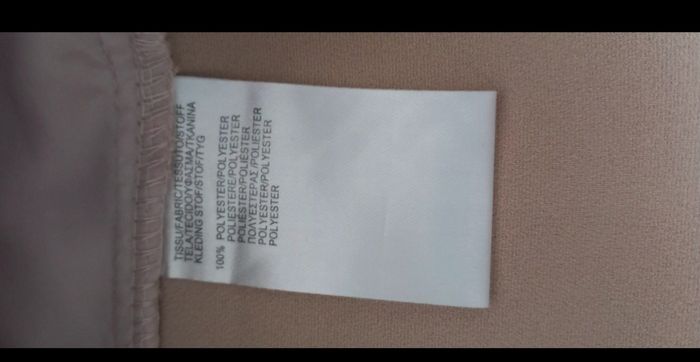 TISSU/FABRIC/TESSUTO/STOFF
TELA/TECIDO/ΥΦΑΣΜΑ/TKANINA
KLEDING STOF/STOF/TYG
100% POLYESTER/POLYESTER
POLIESTERE/POLYESTER
POLIESTER/POLIÉSTER
ΠΟΛΥΕΣΤΕΡΑΣ/POLIESTER
POLYESTER/POLYESTER
POLYESTER